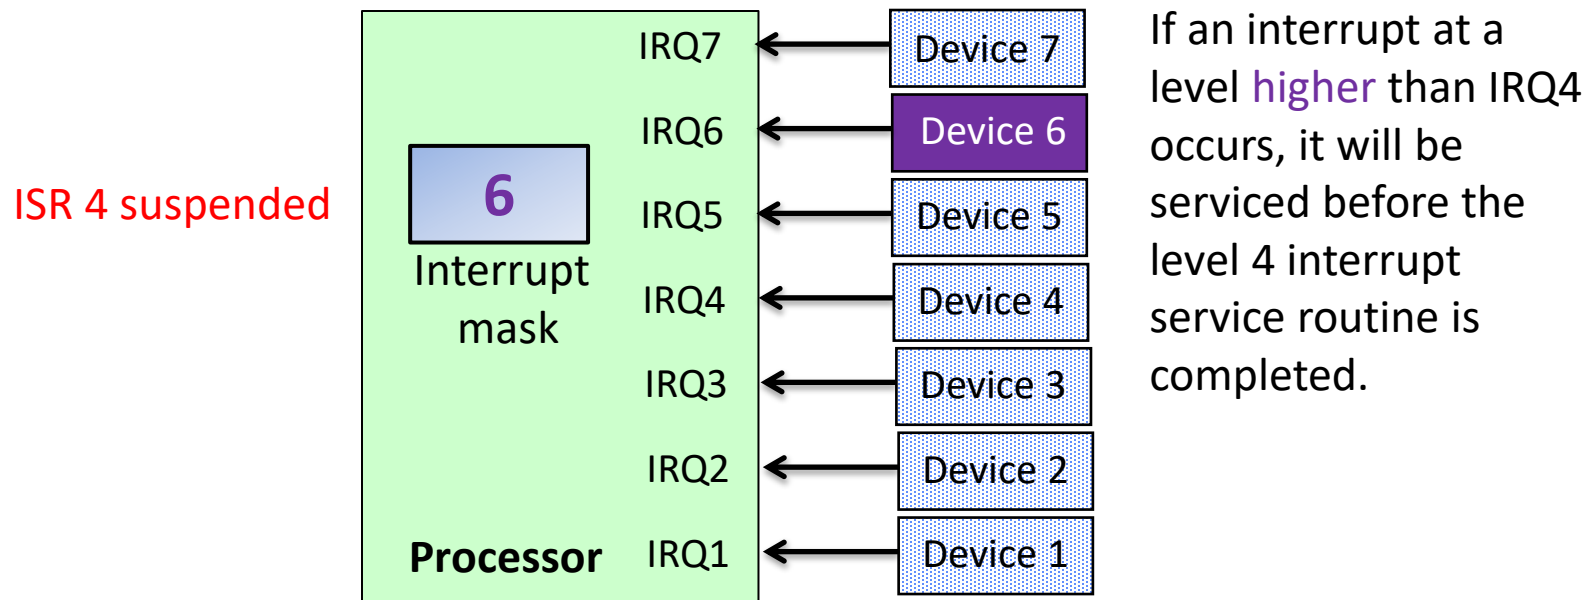 ISR 4 suspended
6
Interrupt
mask
Processor
IRQ7
IRQ6
IRQ5
IRQ4
IRQ3
IRQ2
IRQ1
Device 7
Device 6
Device 5
Device 4
Device 3
Device 2
Device 1
If an interrupt at a
level higher than IRQ4
occurs, it will be
serviced before the
level 4 interrupt
service routine is
completed.